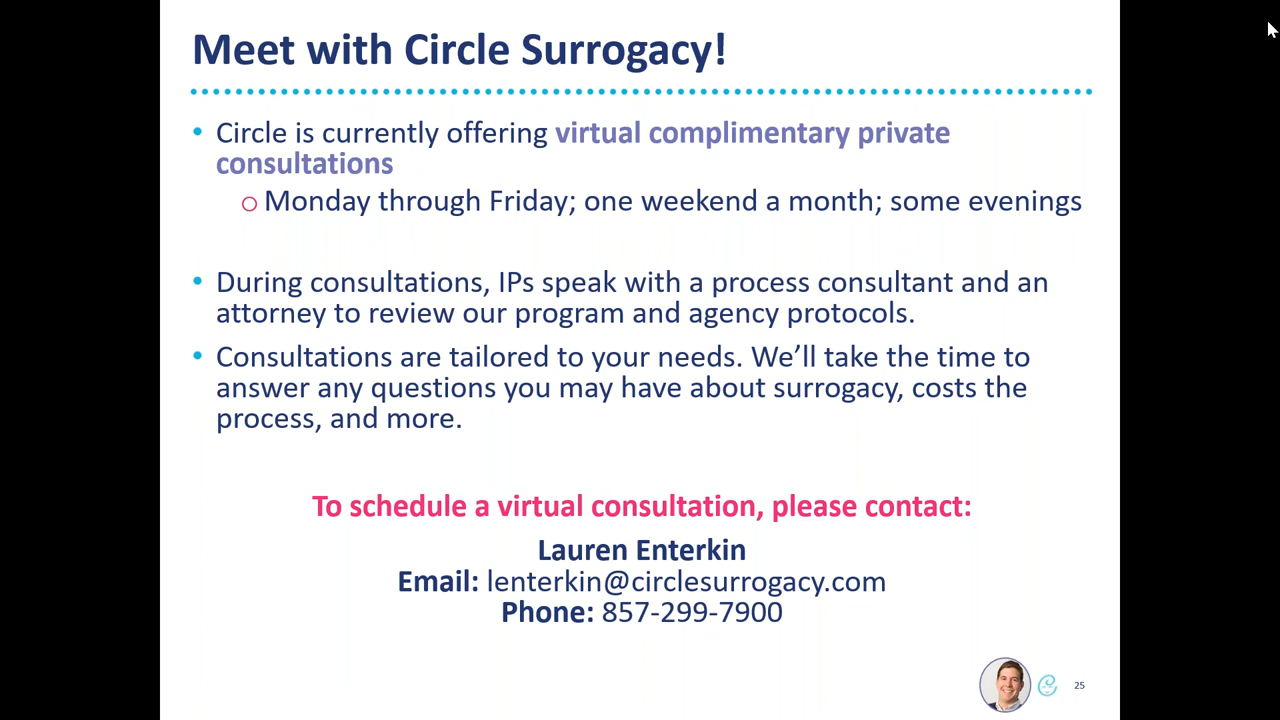 Meet with Circle Surrogacy!
• Circle is currently offering virtual complimentary private
consultations
o Monday through Friday; one weekend a month; some evenings
• During consultations, IPs speak with a process consultant and an
attorney to review our program and agency protocols.
• Consultations are tailored to your needs. We’ll take the time to
answer any questions you may have about surrogacy, costs the
process, and more.
To schedule a virtual consultation, please contact:
Lauren Enterkin
Email: lenterkin@circlesurrogacy.com
Phone: 857-299-7900
25